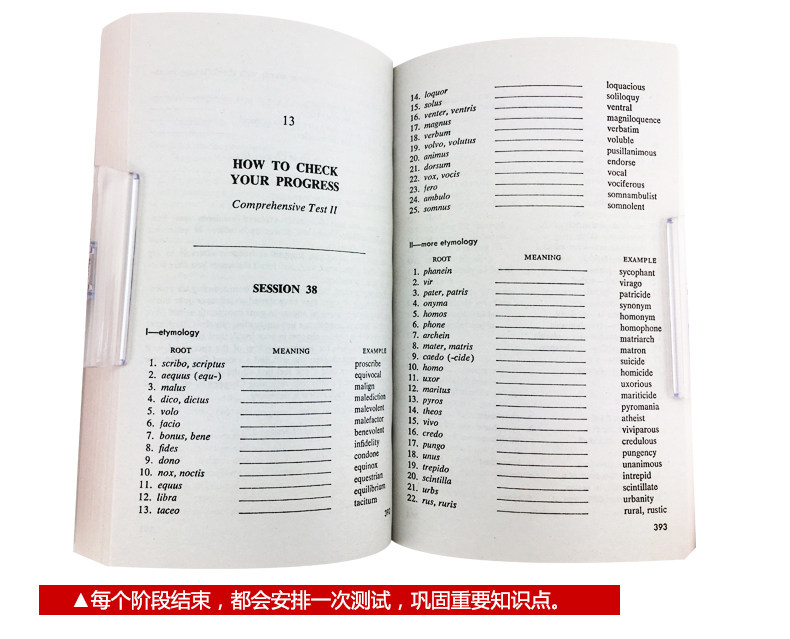 13
HOW TO CHECK
YOUR PROGRESS
Comprehensive Test II
SESSION 38
I—etymology
ROOT MEANING EXAMPLE
1. scribo, scriptus proscribe
2. aequus (equ-) equivocal
3. malus malign
4. dico, dictus malediction
5. volo malevolent
6. facio malefactor
7. bonus, bene benevolent
8. fides infidelity
9. dono condone
10. nox, noctis equinox
11. equus equestrian
12. libra equilibrium
13. taceo taciturn
392
14. loquor loquacious
15. solus soliloquy
16. venter, ventris ventral
17. magnus magniloquence
18. verbum verbatim
19. volvo, volutus voluble
20. animus pusillanimous
21. dorsum endorse
22. vox, vocis vocal
23. fero vociferous
24. ambulo somnambulist
25. somnus somnolent
II—more etymology
ROOT MEANING EXAMPLE
1. phanein sycophant
2. vir virago
3. pater, patris patricide
4. onyma synonym
5. homos homonym
6. phone homophone
7. archein matriarch
8. mater, matris matron
9. caedo (-cide) suicide
10. homo homicide
11. uxor uxorious
12. maritus mariticide
13. pyros pyromania
14. theos atheist
15. vivo viviparous
16. credo credulous
17. pungo pungency
18. unus unanimous
19. trepido intrepid
20. scintilla scintillate
21. urbs urbanity
22. rus, ruris rural, rustic
393
▲每个阶段结束，都会安排一次测试，巩固重要知识点。